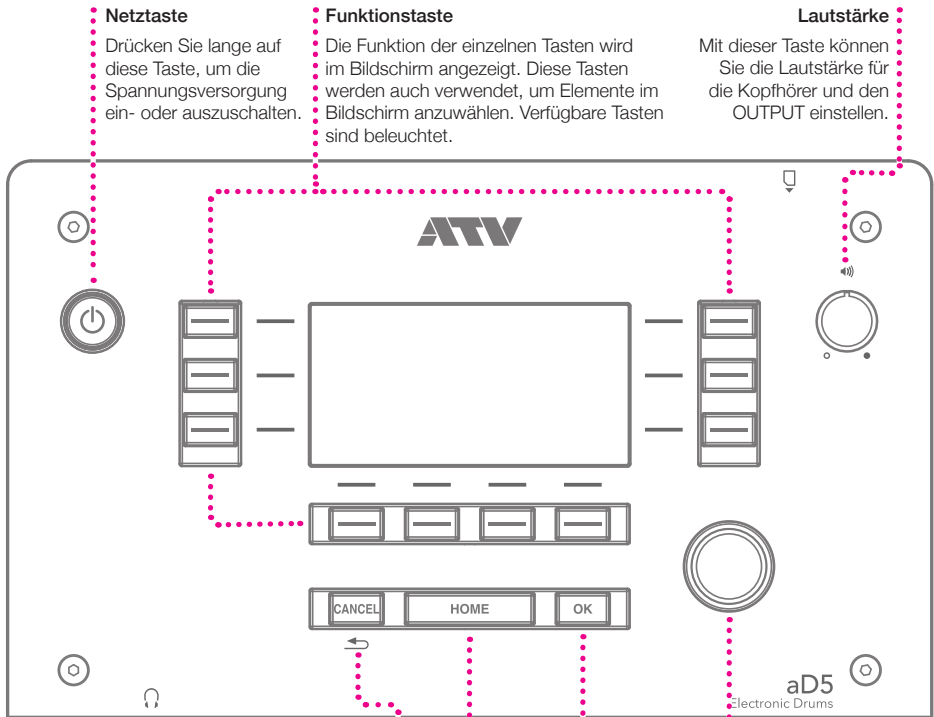 Netztaste
Drücken Sie lange auf
diese Taste, um die
Spannungsversorgung
ein- oder auszuschalten.
Funktionstaste
Die Funktion der einzelnen Tasten wird
im Bildschirm angezeigt. Diese Tasten
werden auch verwendet, um Elemente im
Bildschirm anzuwählen. Verfügbare Tasten
sind beleuchtet.
Lautstärke
Mit dieser Taste können
Sie die Lautstärke für
die Kopfhörer und den
OUTPUT einstellen.
ATV
CANCEL
HOME
OK
aD5
Electronic Drums